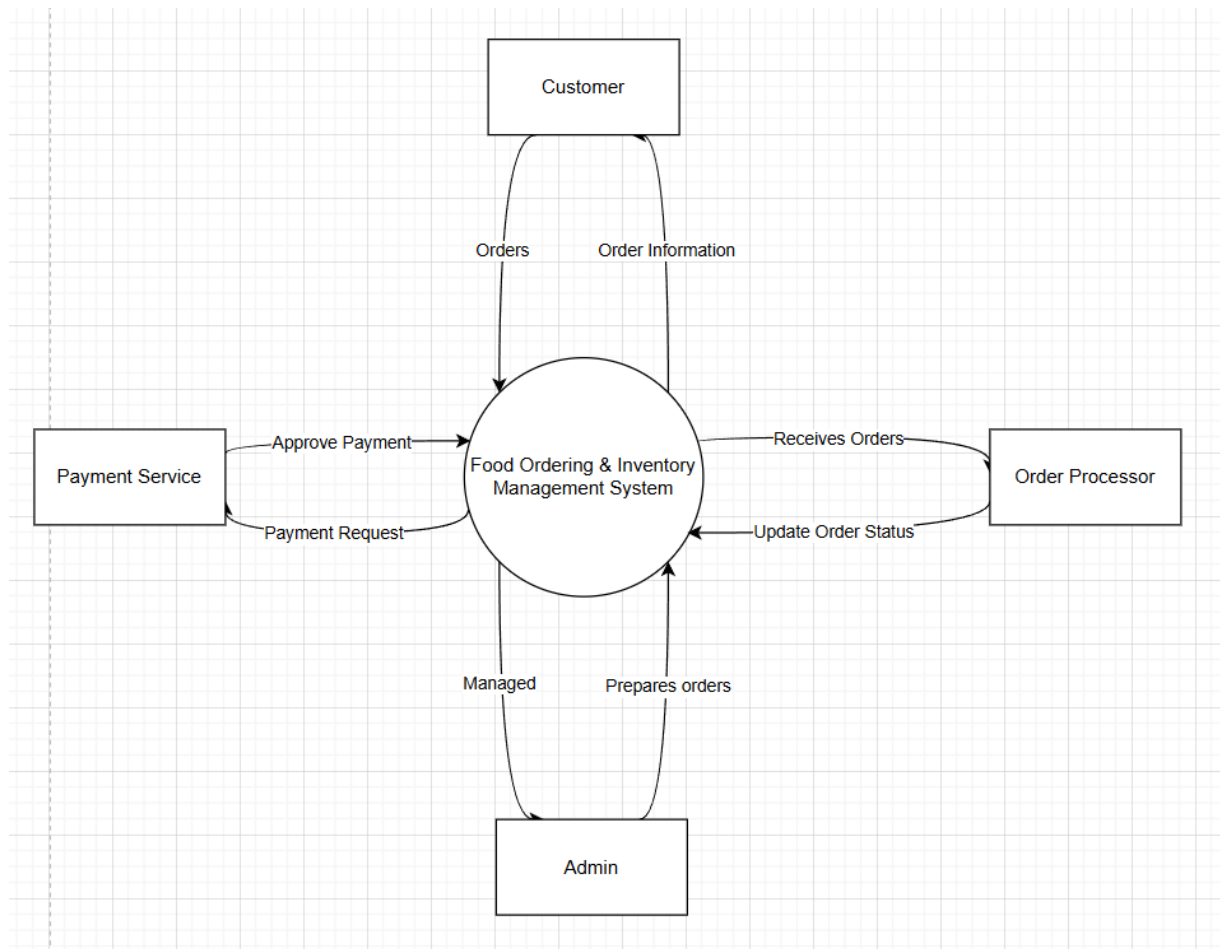 Customer
Orders
Order Information
Approve Payment
Receives Orders
Payment Service
Food Ordering & Inventory
Management System
Order Processor
Payment Request
Update Order Status
Managed
Prepares orders
Admin